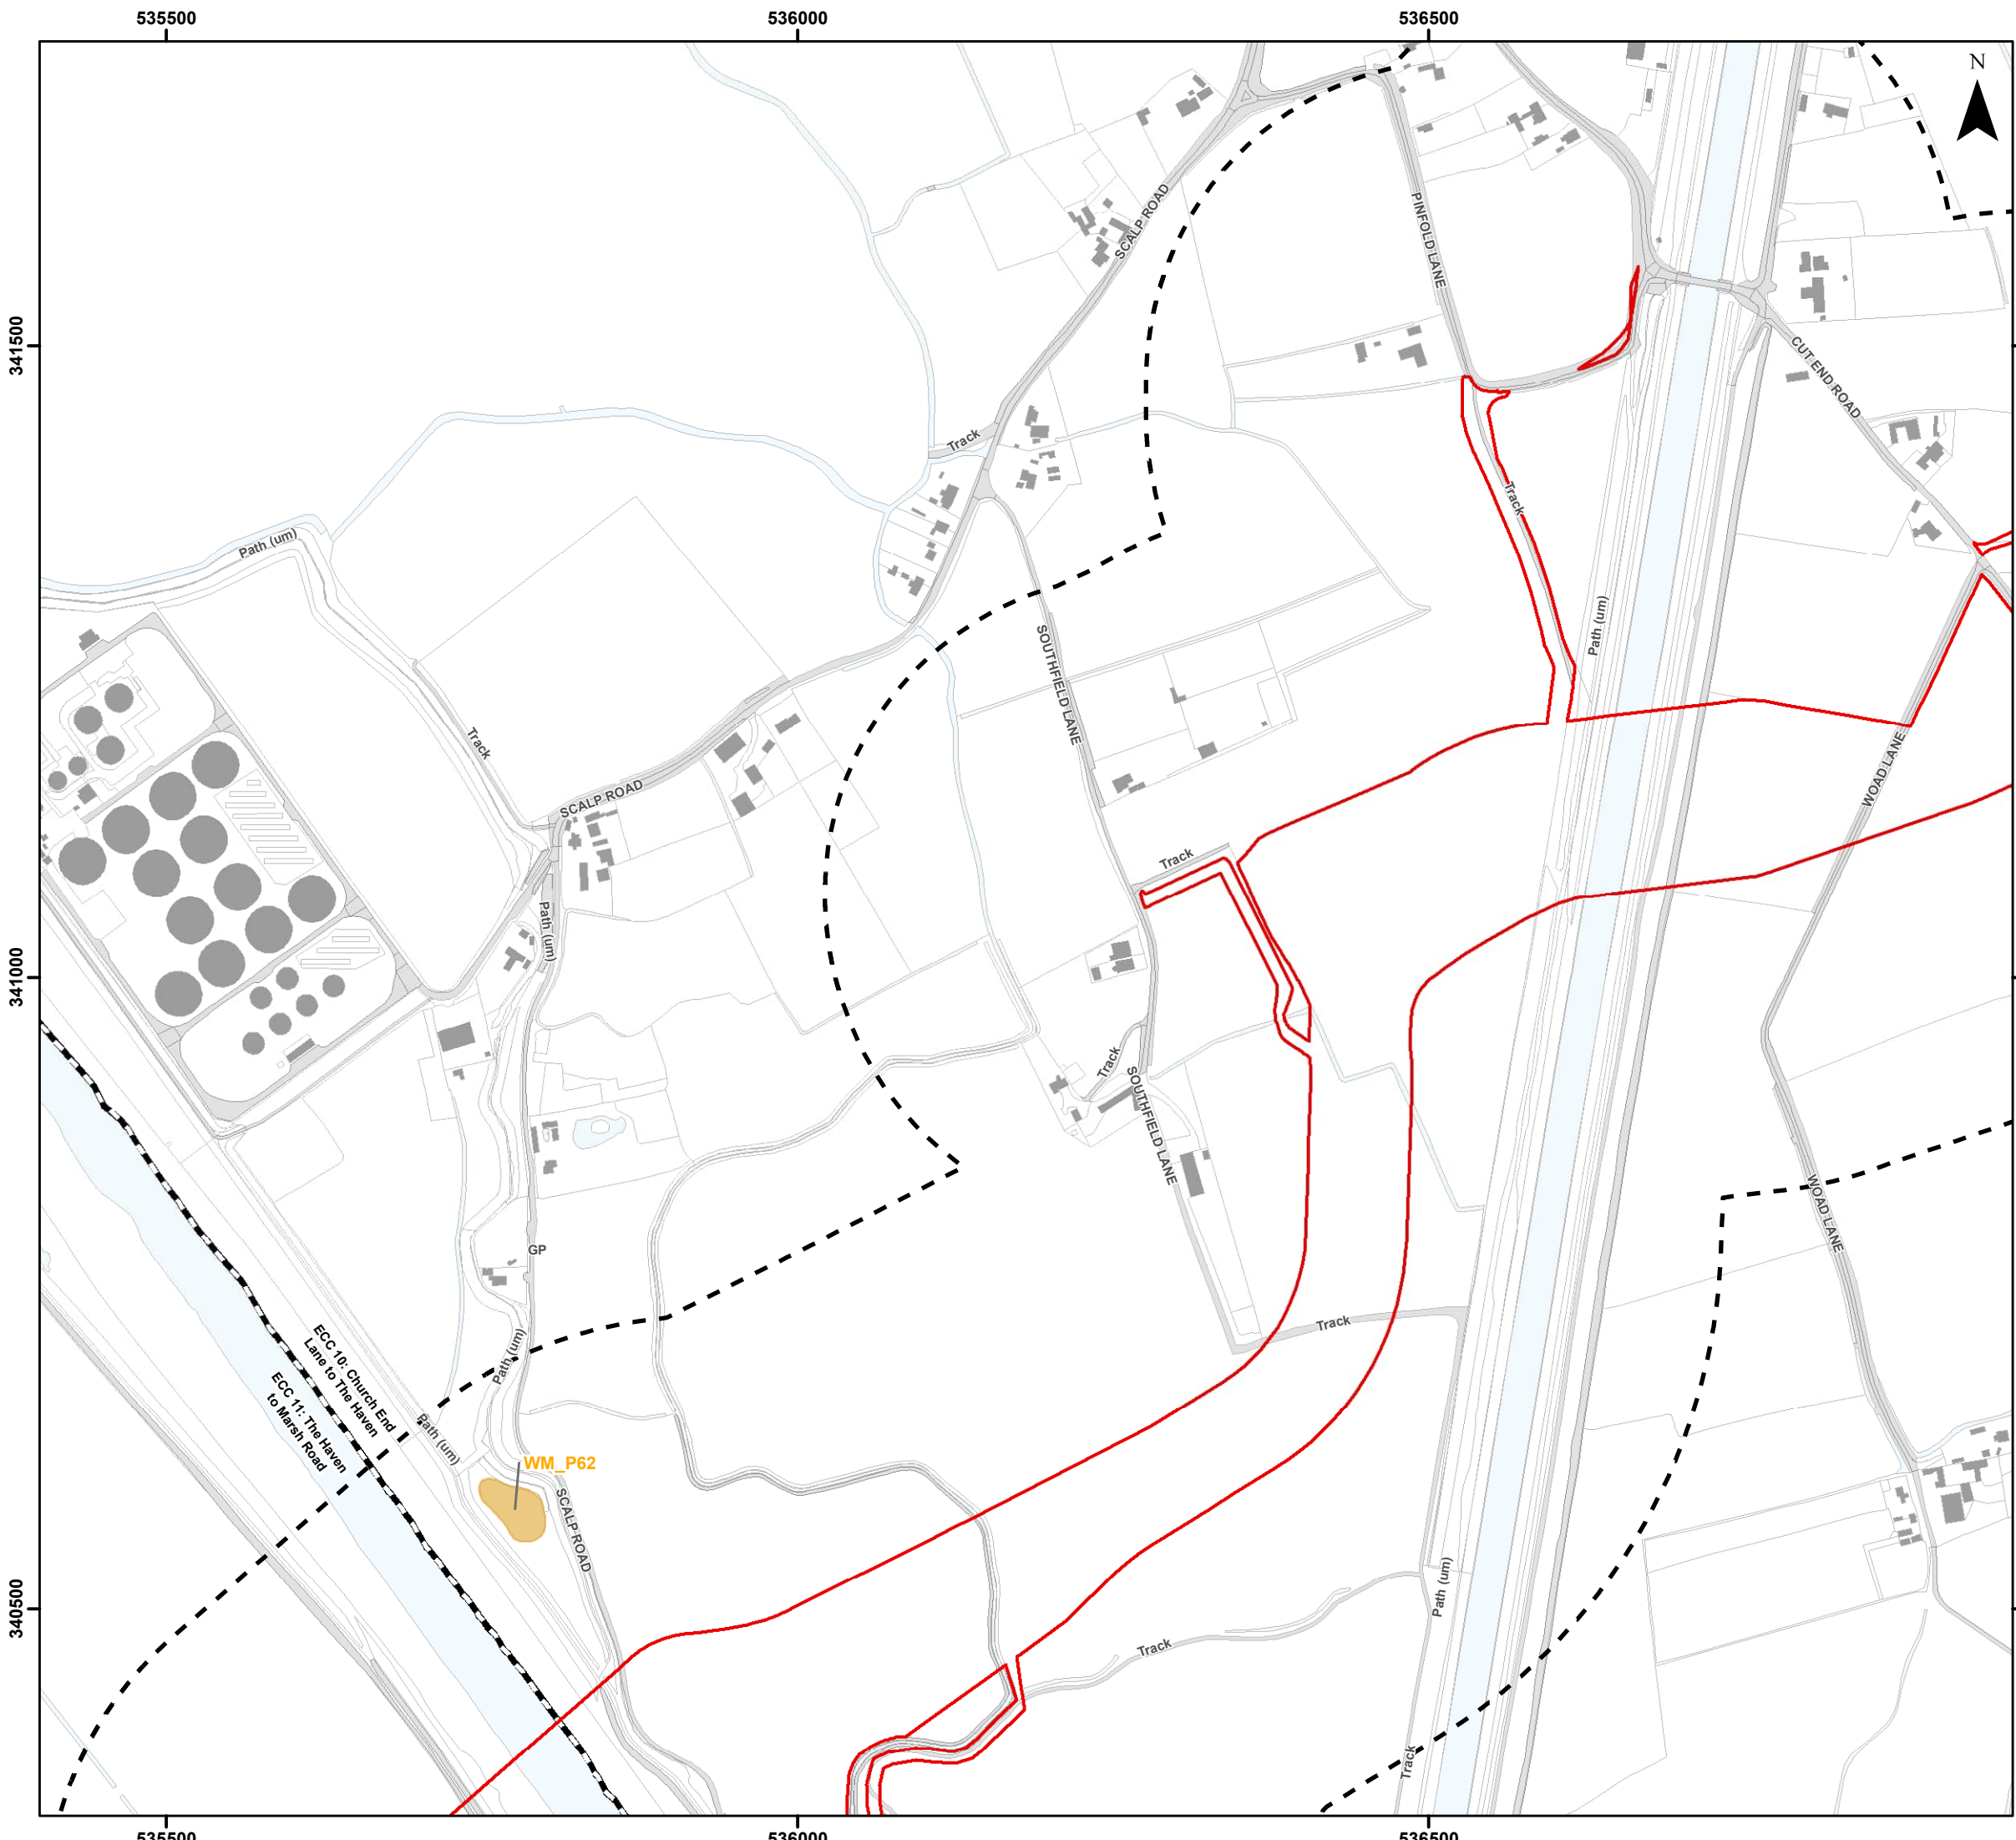 535500
536000
536500
N
SCALP ROAD
PINFOLD LANE
341500
CUT END ROAD
Track
Track
Path (um)
Path (um)
SOUTHFIELD LANE
Track
SCALP ROAD
WOAD LANE
Track
Path (um)
341000
Track
SOUTHFIELD LANE
WOAD LANE
GP
Track
Path (um)
ECC 10: Church End
Lane to The Haven
ECC 11: The Haven
to Marsh Road
Path (um)
WM_P62
SCALP ROAD
340500
Path (um)
Track
Track
535500
536000
536500